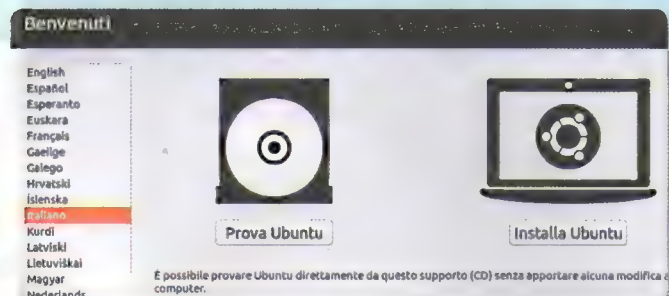 Benvenuti
English
Español
Esperanto
Euskara
Français
Gaeilge
Galego
Hrvatski
Íslenska
Italiano
Kurdî
Latviski
Lietuviškai
Magyar
Nederlands
Prova Ubuntu
Installa Ubuntu
È possibile provare Ubuntu direttamente da questo supporto (CD) senza apportare alcuna modifica a
computer.